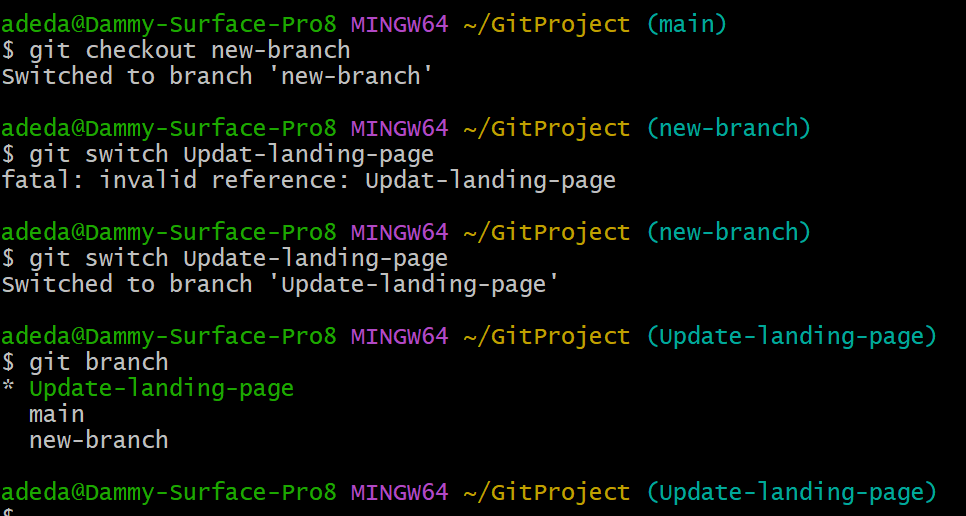 adeda@Dammy-Surface-Pro8 MINGW64 ~/GitProject (main)
$ git checkout new-branch
Switched to branch 'new-branch'
adeda@Dammy-Surface-Pro8 MINGW64 ~/GitProject (new-branch)
$ git switch Updat-landing-page
fatal: invalid reference: Updat-landing-page
adeda@Dammy-Surface-Pro8 MINGW64 ~/GitProject (new-branch)
$ git switch Update-landing-page
Switched to branch 'Update-landing-page'
adeda@Dammy-Surface-Pro8 MINGW64 ~/GitProject (Update-landing-page)
$ git branch
* Update-landing-page
  main
  new-branch
adeda@Dammy-Surface-Pro8 MINGW64 ~/GitProject (Update-landing-page)
$